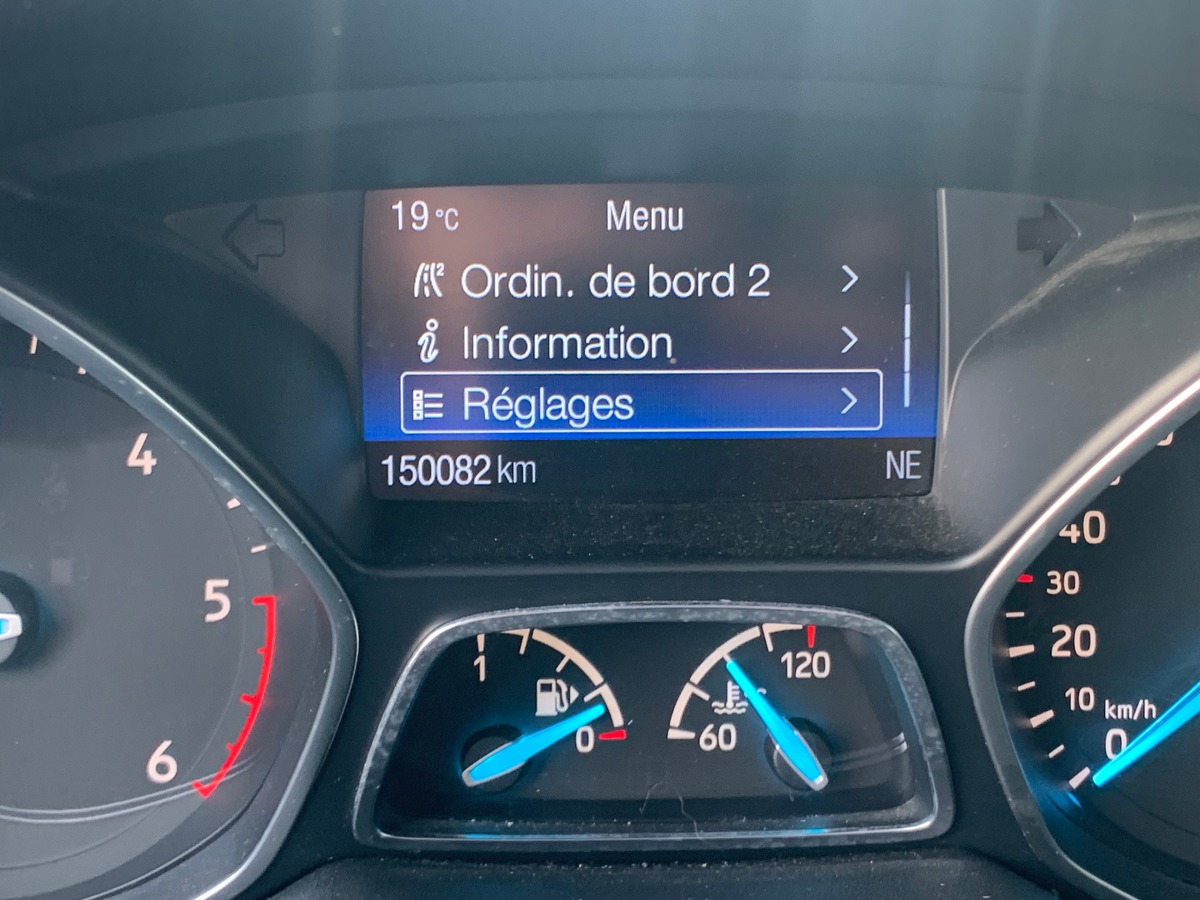 19 °C Menu
Ordin. de bord 2
Information
Réglages
150082 km NE
4
5
6
1
0
60
120
40
30
20
10
km/h
0